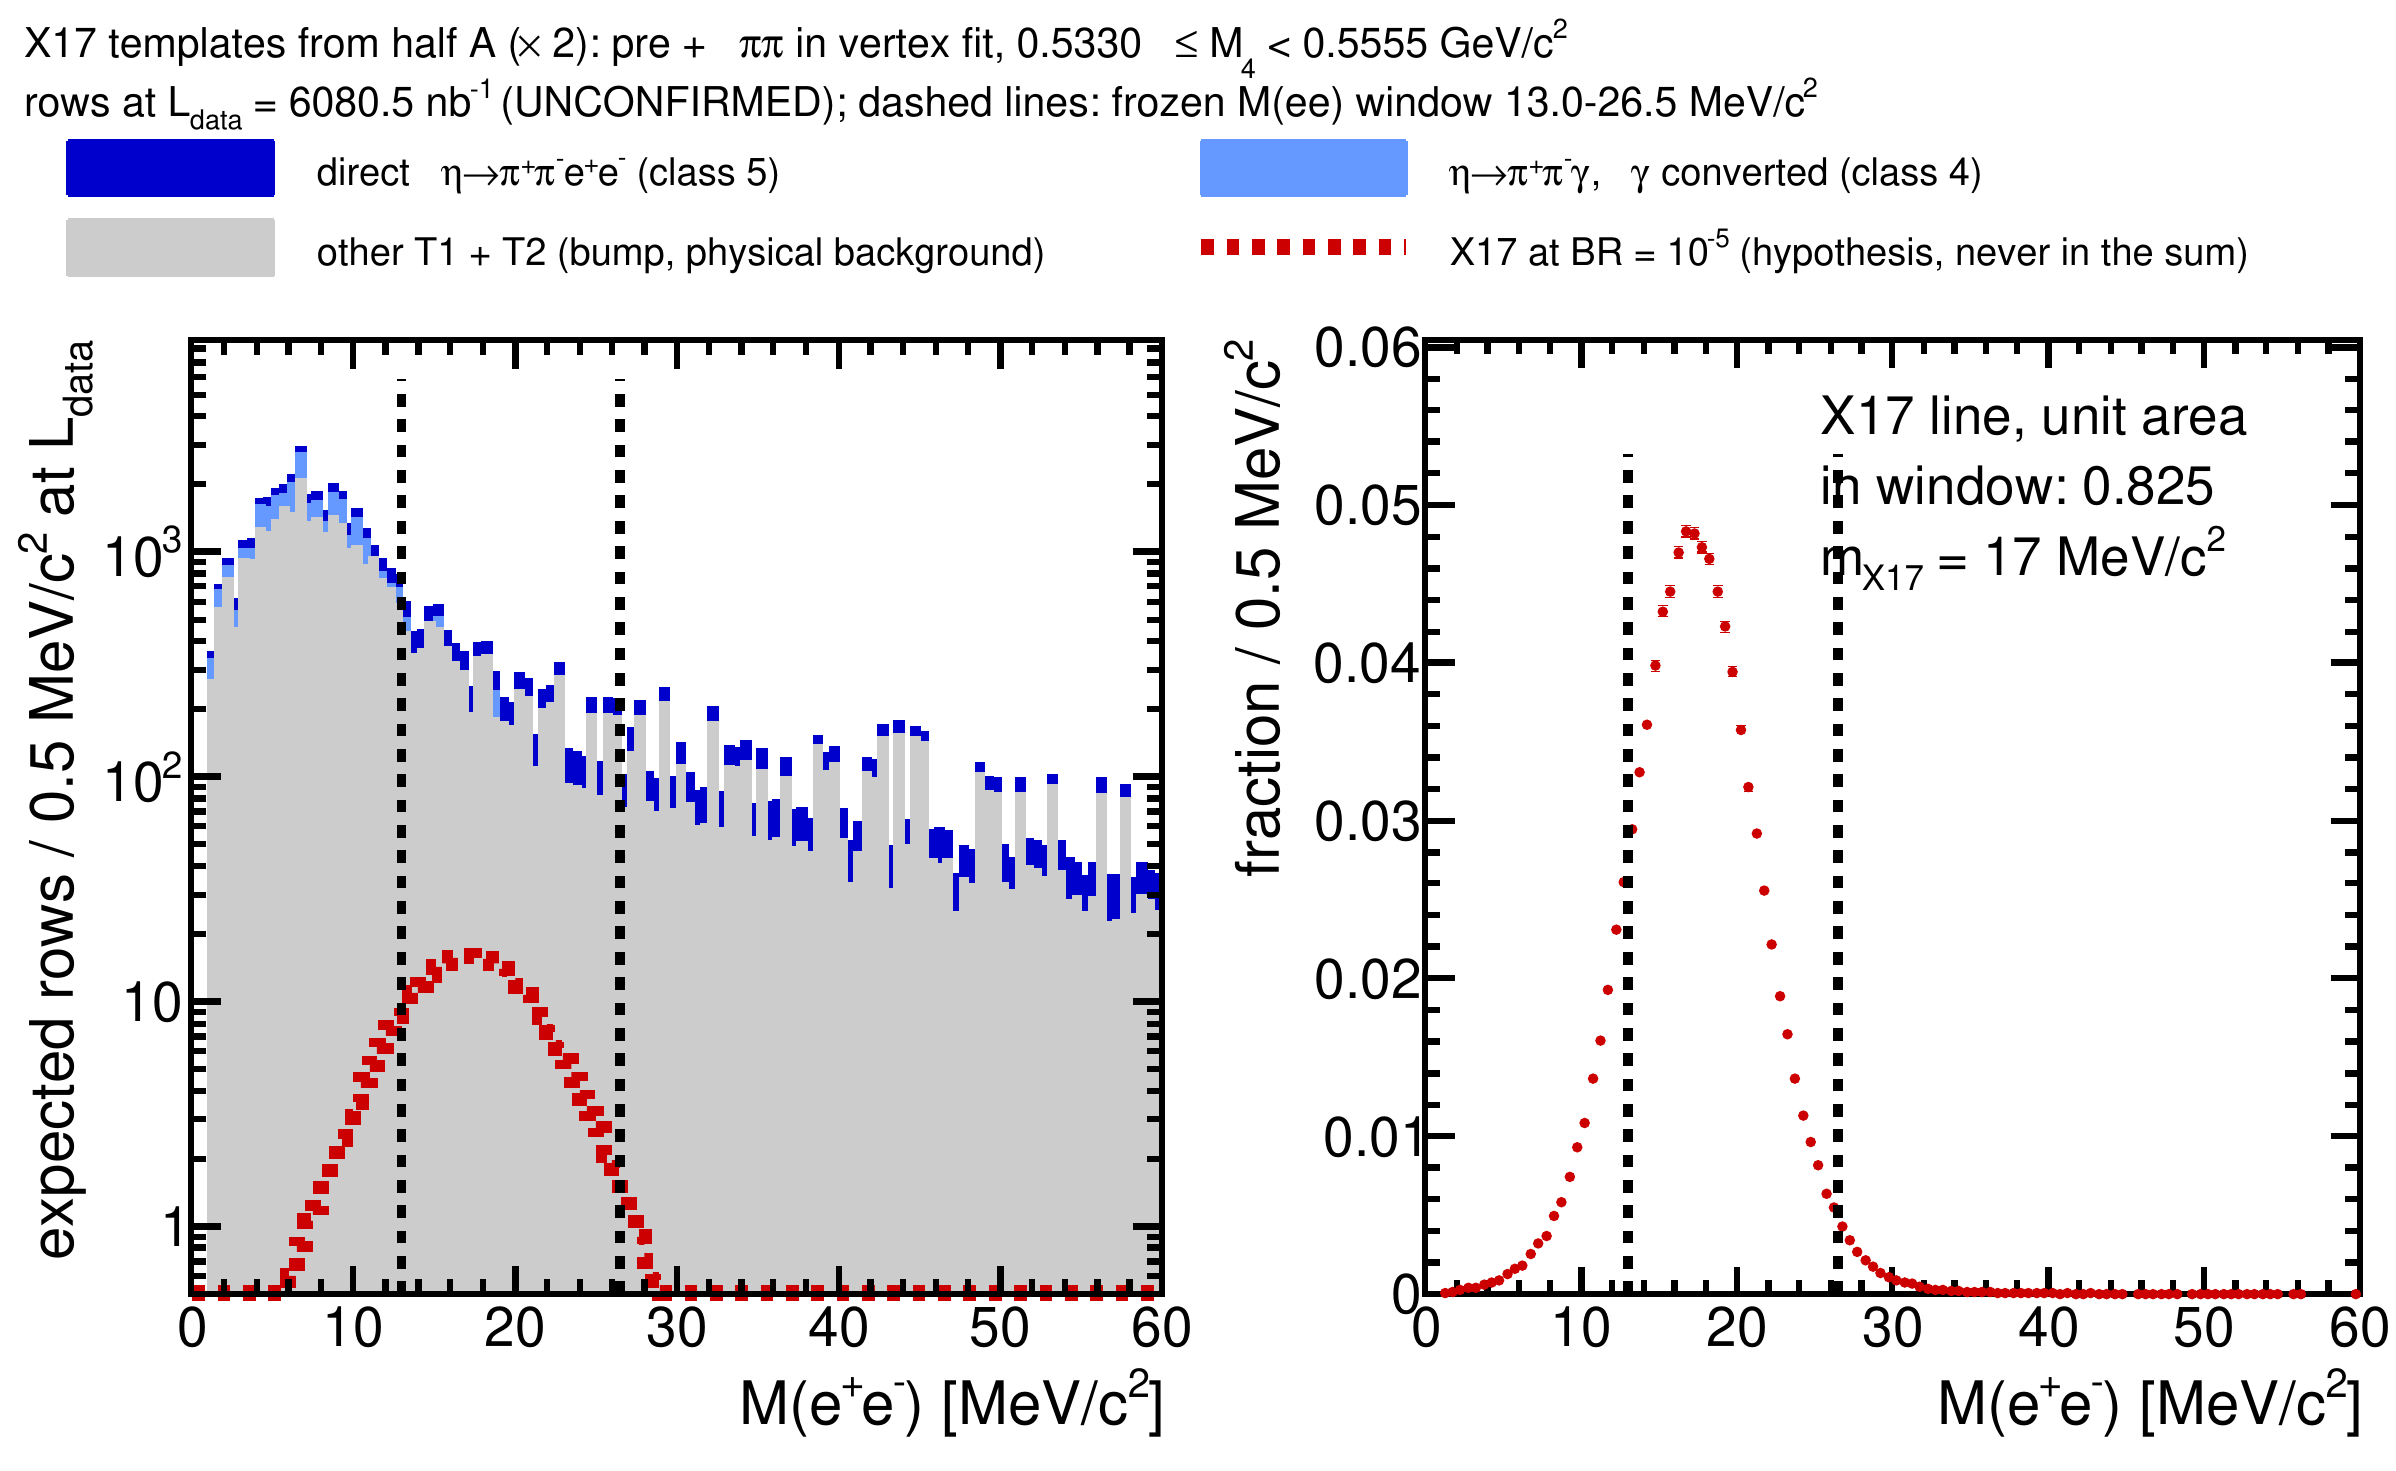 X17 templates from half A (× 2): pre + ππ in vertex fit, 0.5330 ≤ M₄ < 0.5555 GeV/c²
rows at L_data = 6080.5 nb⁻¹ (UNCONFIRMED); dashed lines: frozen M(ee) window 13.0-26.5 MeV/c²
direct η→π⁺π⁻e⁺e⁻ (class 5)
η→π⁺π⁻γ, γ converted (class 4)
other T1 + T2 (bump, physical background)
X17 at BR = 10⁻⁵ (hypothesis, never in the sum)
expected rows / 0.5 MeV/c² at L_data
10³
10²
10
1
0 10 20 30 40 50 60
M(e⁺e⁻) [MeV/c²]
fraction / 0.5 MeV/c²
0.06
0.05
0.04
0.03
0.02
0.01
0
X17 line, unit area
in window: 0.825
m_X17 = 17 MeV/c²
0 10 20 30 40 50 60
M(e⁺e⁻) [MeV/c²]